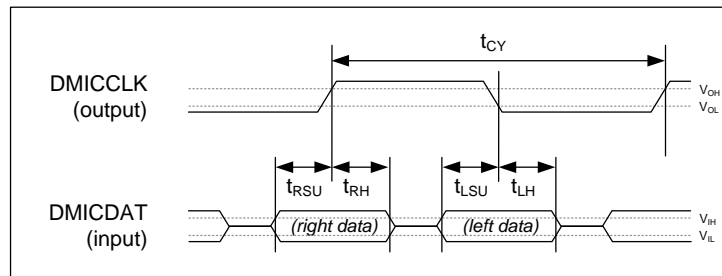 tCY
DMICCLK
(output)
VOH
VOL
tRSU tRH tLSU tLH
DMICDAT
(input)
(right data) (left data)
VIH
VIL